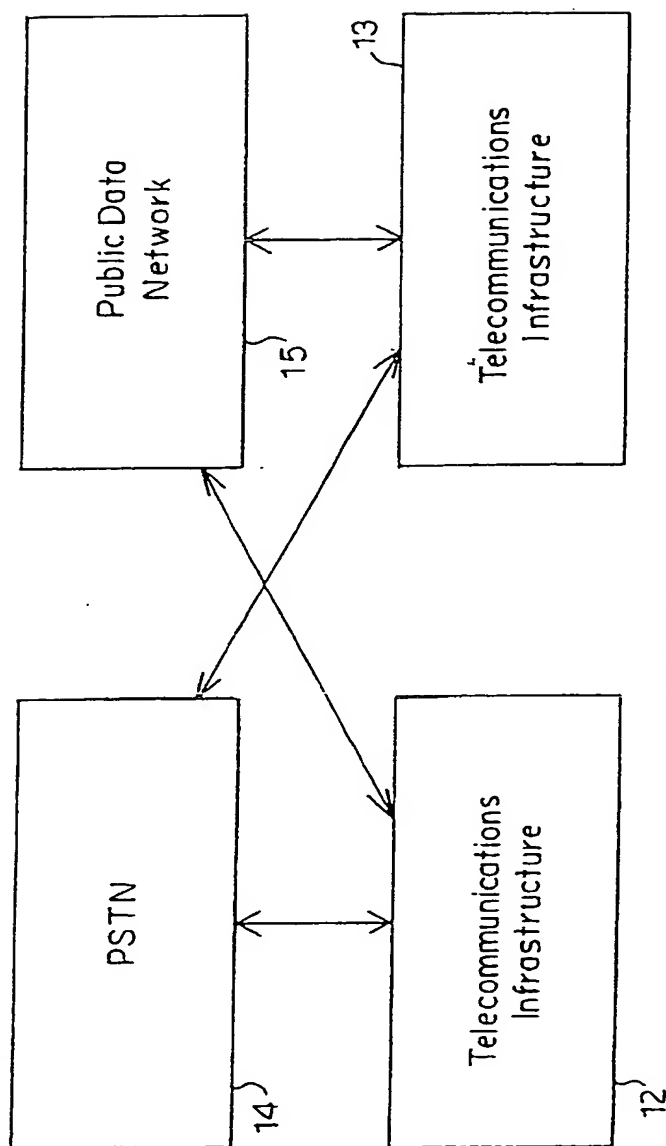 PSTN
14
Public Data
Network
15
Telecommunications
Infrastructure
12
Telecommunications
Infrastructure
13